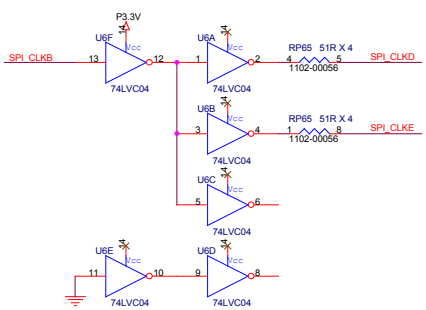 P3.3V
U6F
14
Vcc
SPI_CLKB
13
12
74LVC04
U6A
14
Vcc
1
2
74LVC04
RP65 51R X 4
4
5
1102-00056
SPI_CLKD
U6B
14
Vcc
3
4
74LVC04
RP65 51R X 4
1
8
1102-00056
SPI_CLKE
U6C
14
Vcc
5
6
74LVC04
U6E
14
Vcc
11
10
74LVC04
U6D
14
Vcc
9
8
74LVC04